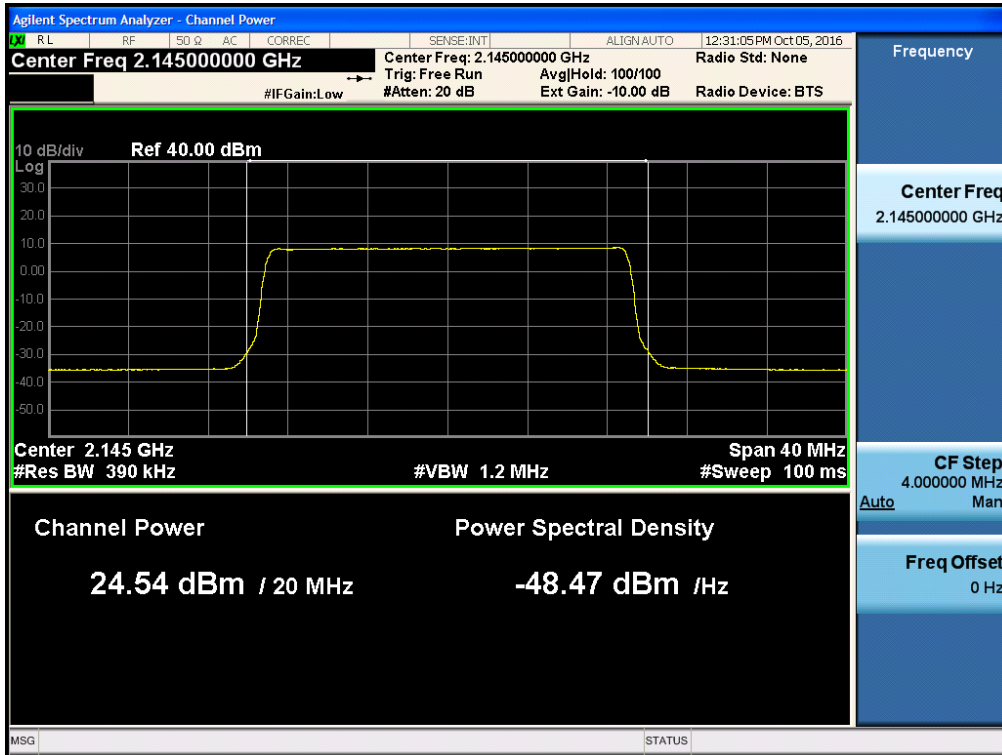 Agilent Spectrum Analyzer - Channel Power
LXI RL RF 50 Ω AC CORREC SENSE:INT ALIGN AUTO 12:31:05 PM Oct 05, 2016
Center Freq 2.145000000 GHz
Center Freq: 2.145000000 GHz Radio Std: None
Trig: Free Run Avg|Hold: 100/100
#IFGain:Low #Atten: 20 dB Ext Gain: -10.00 dB Radio Device: BTS
10 dB/div Ref 40.00 dBm
Log
30.0
20.0
10.0
0.00
-10.0
-20.0
-30.0
-40.0
-50.0
Center 2.145 GHz Span 40 MHz
#Res BW 390 kHz #VBW 1.2 MHz #Sweep 100 ms
Channel Power Power Spectral Density
24.54 dBm / 20 MHz -48.47 dBm /Hz
MSG STATUS
Frequency
Center Freq
2.145000000 GHz
CF Step
4.000000 MHz
Auto Man
Freq Offset
0 Hz